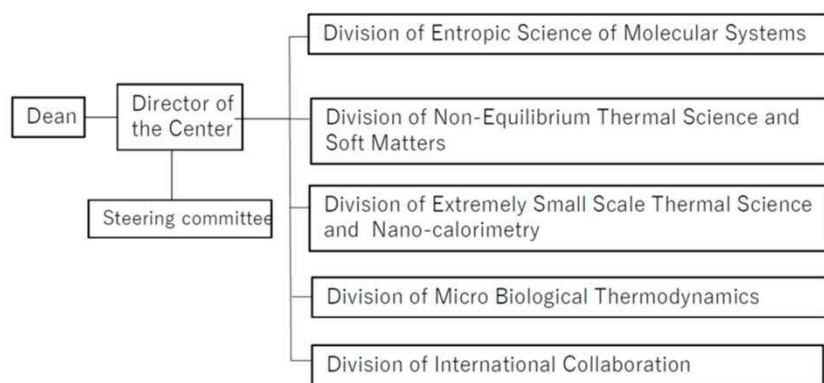 Dean
Director of
the Center
Steering committee
Division of Entropic Science of Molecular Systems
Division of Non-Equilibrium Thermal Science and
Soft Matters
Division of Extremely Small Scale Thermal Science
and Nano-calorimetry
Division of Micro Biological Thermodynamics
Division of International Collaboration